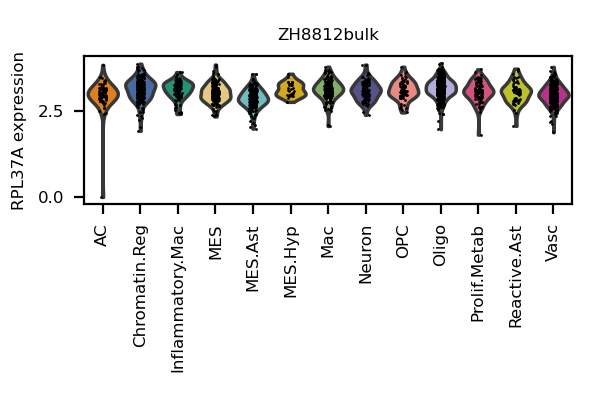 ZH8812bulk
RPL37A expression
2.5
0.0
AC
Chromatin.Reg
Inflammatory.Mac
MES
MES.Ast
MES.Hyp
Mac
Neuron
OPC
Oligo
Prolif.Metab
Reactive.Ast
Vasc